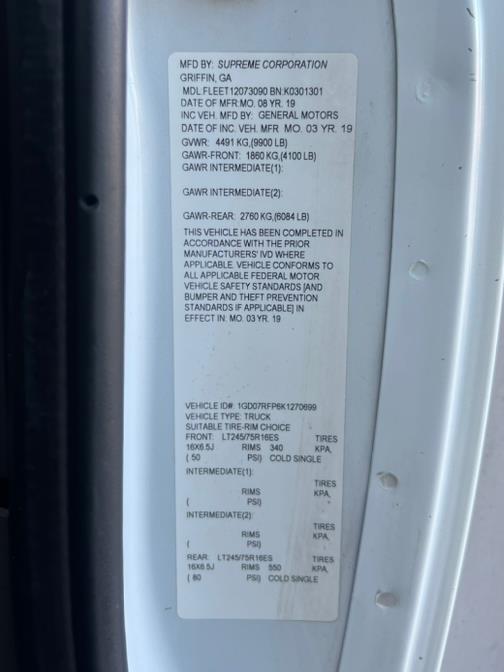 MFD BY: SUPREME CORPORATION
GRIFFIN, GA
MDL FLEET12073090 BN:K0301301
DATE OF MFR:MO. 08 YR. 19
INC VEH. MFD BY: GENERAL MOTORS
DATE OF INC. VEH. MFR MO. 03 YR. 19
GVWR: 4491 KG,(9900 LB)
GAWR-FRONT: 1860 KG,(4100 LB)
GAWR INTERMEDIATE(1):
GAWR INTERMEDIATE(2):
GAWR-REAR: 2760 KG,(6084 LB)
THIS VEHICLE HAS BEEN COMPLETED IN
ACCORDANCE WITH THE PRIOR
MANUFACTURERS' IVD WHERE
APPLICABLE. VEHICLE CONFORMS TO
ALL APPLICABLE FEDERAL MOTOR
VEHICLE SAFETY STANDARDS [AND
BUMPER AND THEFT PREVENTION
STANDARDS IF APPLICABLE] IN
EFFECT IN: MO. 03 YR. 19
VEHICLE ID#: 1GD07RFP6K1270699
VEHICLE TYPE: TRUCK
SUITABLE TIRE-RIM CHOICE
FRONT: LT245/75R16ES TIRES
16X6.5J RIMS 340 KPA,
( 50 PSI) COLD SINGLE
INTERMEDIATE(1):
TIRES
RIMS KPA,
( PSI)
INTERMEDIATE(2):
TIRES
RIMS KPA,
( PSI)
REAR: LT245/75R16ES TIRES
16X6.5J RIMS 550 KPA,
( 80 PSI) COLD SINGLE